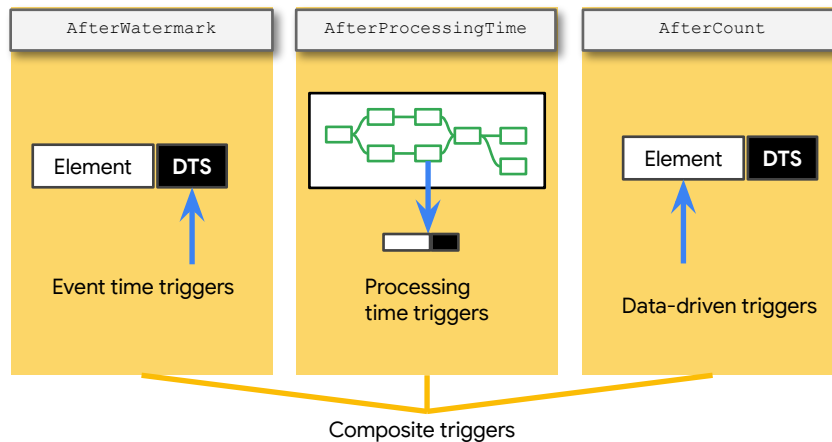 AfterWatermark
AfterProcessingTime
AfterCount
Element DTS
Element DTS
Event time triggers
Processing
time triggers
Data-driven triggers
Composite triggers